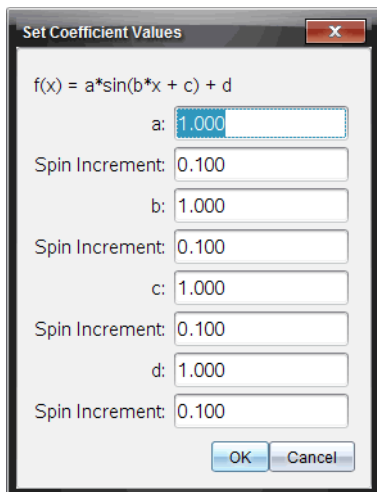 Set Coefficient Values
f(x) = a*sin(b*x + c) + d
a: 1.000
Spin Increment: 0.100
b: 1.000
Spin Increment: 0.100
c: 1.000
Spin Increment: 0.100
d: 1.000
Spin Increment: 0.100
OK Cancel